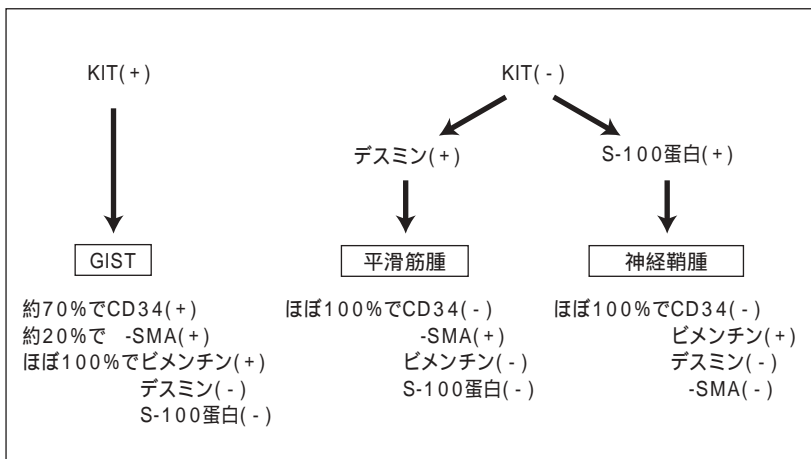 KIT(+)
KIT(-)
デスミン(+)
S-100蛋白(+)
GIST
平滑筋腫
神経鞘腫
約70%でCD34(+)
約20%で -SMA(+)
ほぼ100%でビメンチン(+)
デスミン(-)
S-100蛋白(-)
ほぼ100%でCD34(-)
-SMA(+)
ビメンチン(-)
S-100蛋白(-)
ほぼ100%でCD34(-)
ビメンチン(+)
デスミン(-)
-SMA(-)